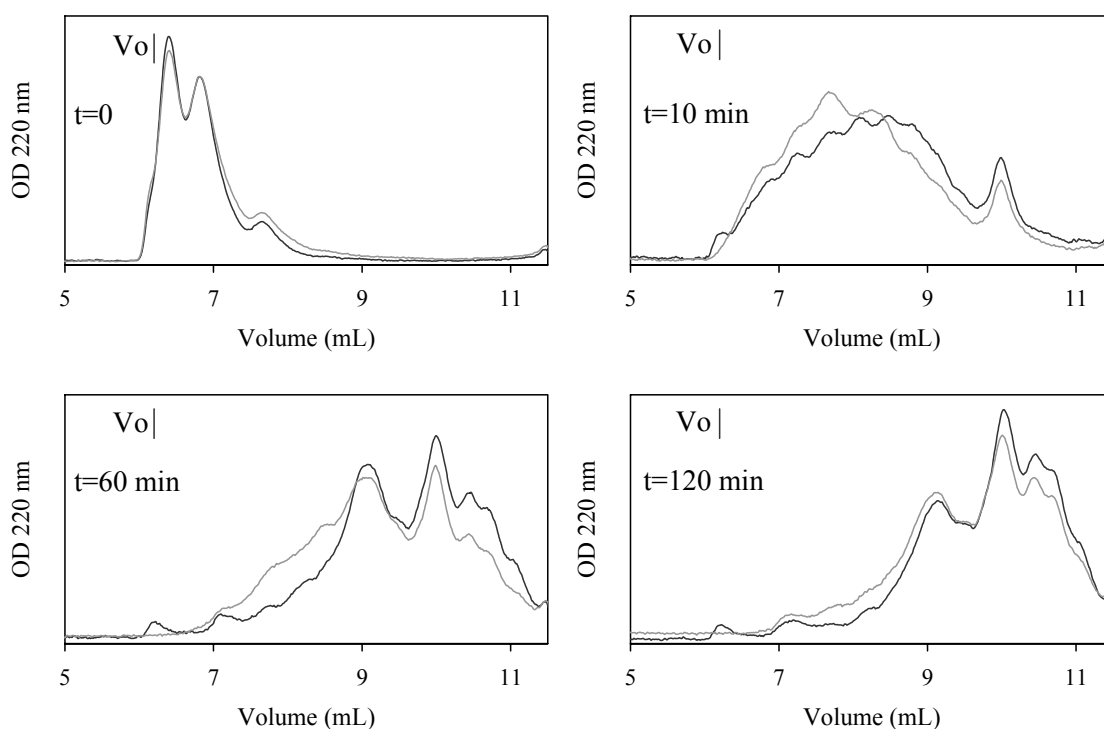 Vo|
t=0
OD 220 nm
5 7 9 11
Volume (mL)
Vo|
t=10 min
OD 220 nm
5 7 9 11
Volume (mL)
Vo|
t=60 min
OD 220 nm
5 7 9 11
Volume (mL)
Vo|
t=120 min
OD 220 nm
5 7 9 11
Volume (mL)